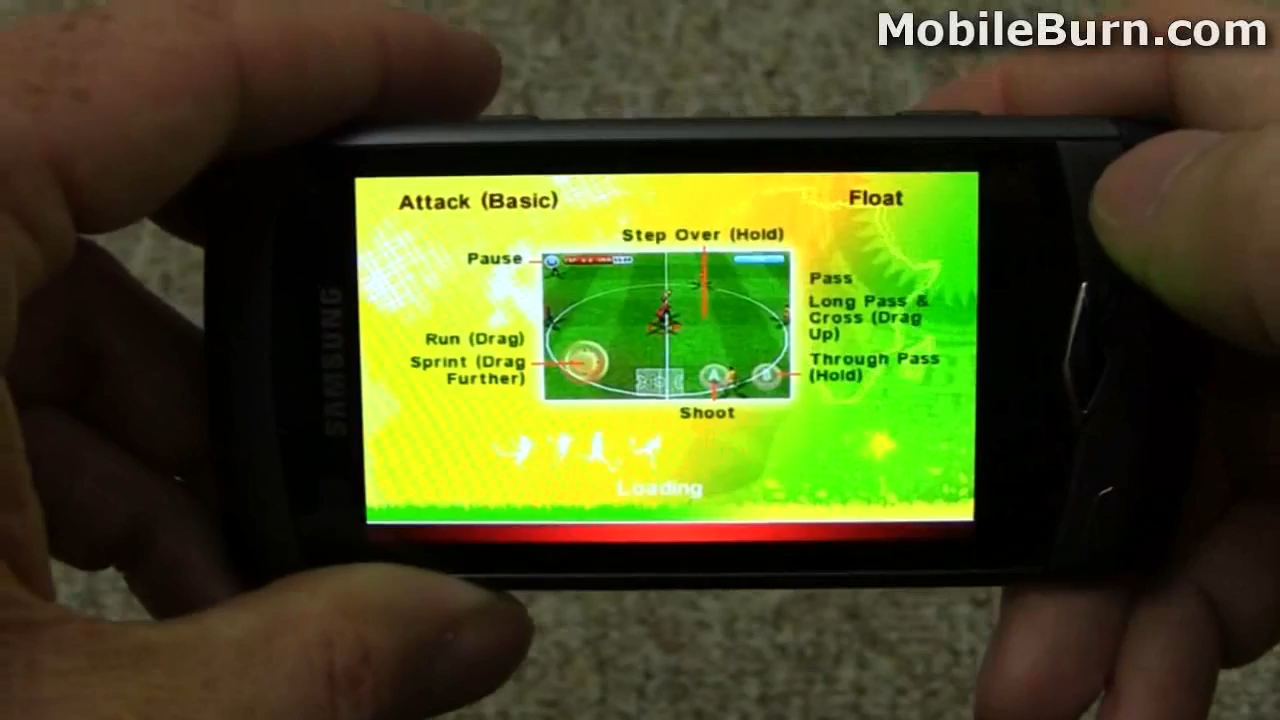 MobileBurn.com
SAMSUNG
Attack (Basic)
Float
Step Over (Hold)
Pause
Pass
Long Pass &
Cross (Drag
Up)
Run (Drag)
Sprint (Drag
Further)
Through Pass
(Hold)
A
B
Shoot
Loading